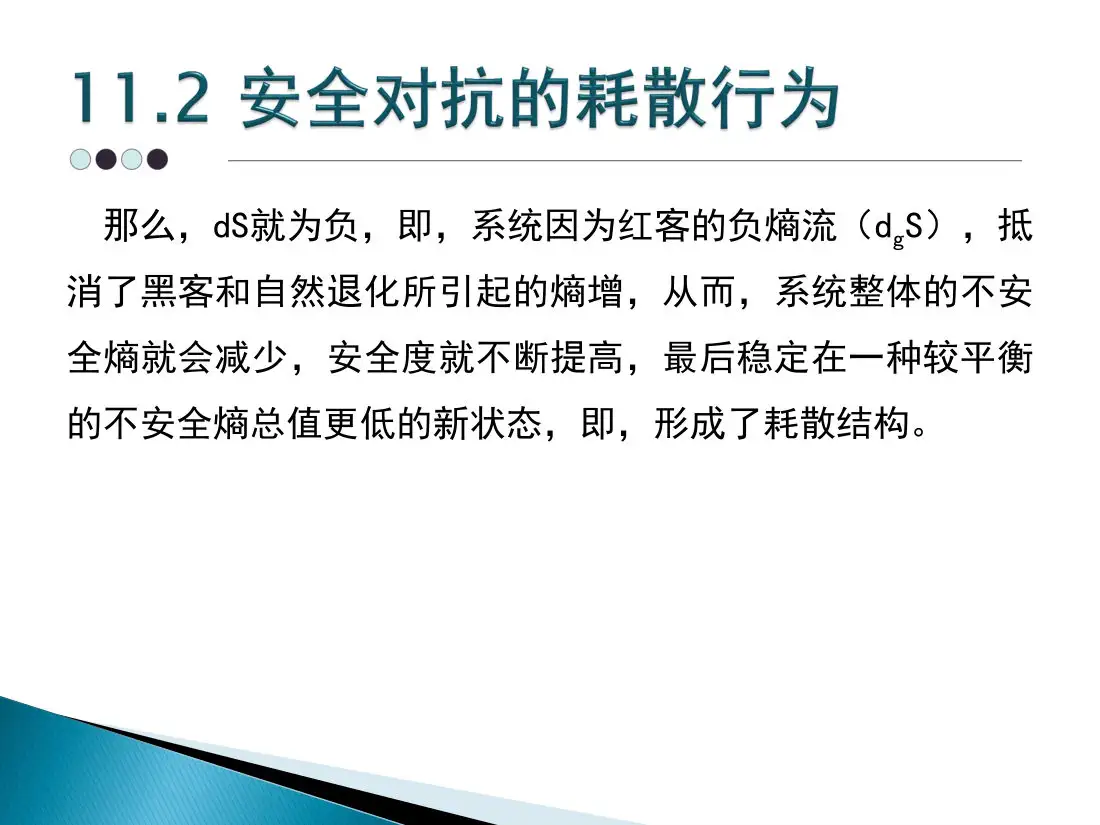 11.2 安全对抗的耗散行为
那么，dS就为负，即，系统因为红客的负熵流（dgS），抵
消了黑客和自然退化所引起的熵增，从而，系统整体的不安
全熵就会减少，安全度就不断提高，最后稳定在一种较平衡
的不安全熵总值更低的新状态，即，形成了耗散结构。